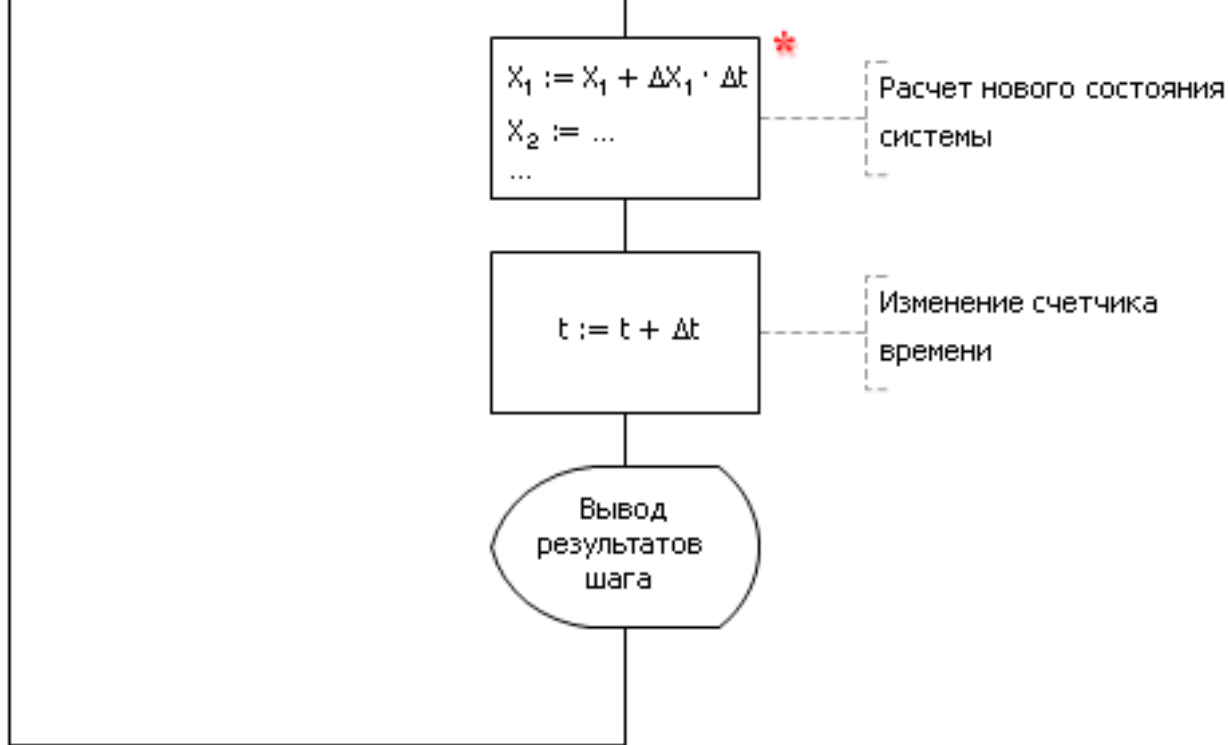 *
X₁ := X₁ + ΔX₁ · Δt
X₂ := ...
...
Расчет нового состояния
системы
t := t + Δt
Изменение счетчика
времени
Вывод
результатов
шага